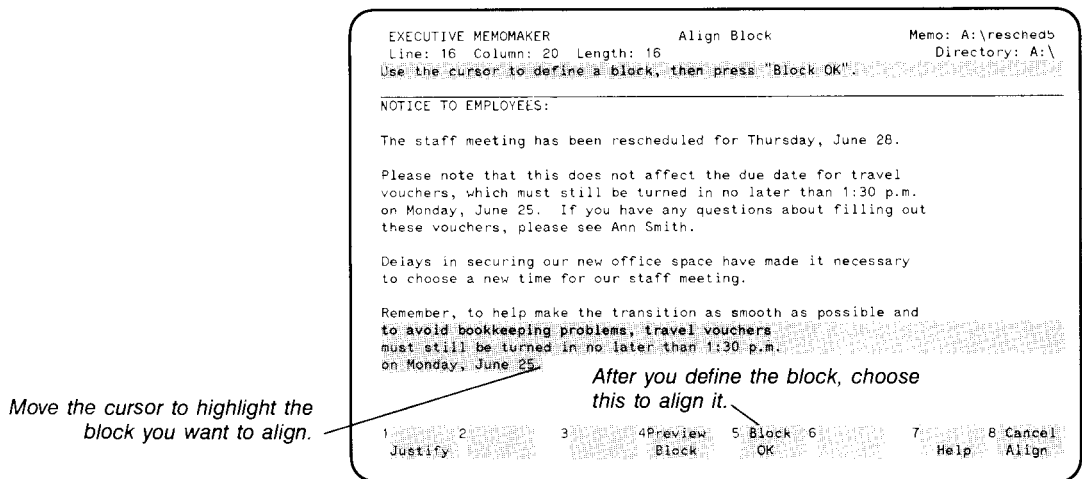 EXECUTIVE MEMOMAKER Align Block Memo: A:\resched5
Line: 16 Column: 20 Length: 16 Directory: A:\
Use the cursor to define a block, then press "Block OK".
NOTICE TO EMPLOYEES:
The staff meeting has been rescheduled for Thursday, June 28.
Please note that this does not affect the due date for travel
vouchers, which must still be turned in no later than 1:30 p.m.
on Monday, June 25. If you have any questions about filling out
these vouchers, please see Ann Smith.
Delays in securing our new office space have made it necessary
to choose a new time for our staff meeting.
Remember, to help make the transition as smooth as possible and
to avoid bookkeeping problems, travel vouchers
must still be turned in no later than 1:30 p.m.
on Monday, June 25.
After you define the block, choose
this to align it.
Move the cursor to highlight the
block you want to align.
1 2 3 4 Preview 5 Block 6 7 8 Cancel
Justify Block OK Help Align